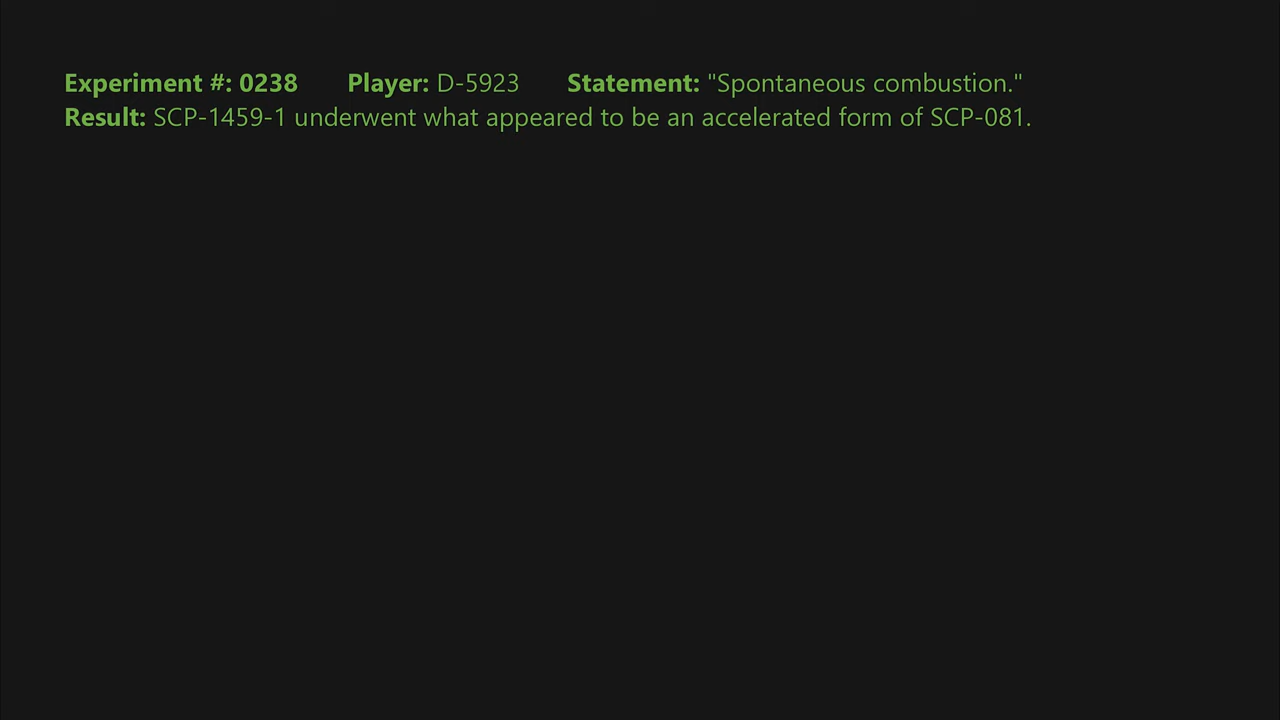 Experiment #: 0238 Player: D-5923 Statement: "Spontaneous combustion."
Result: SCP-1459-1 underwent what appeared to be an accelerated form of SCP-081.